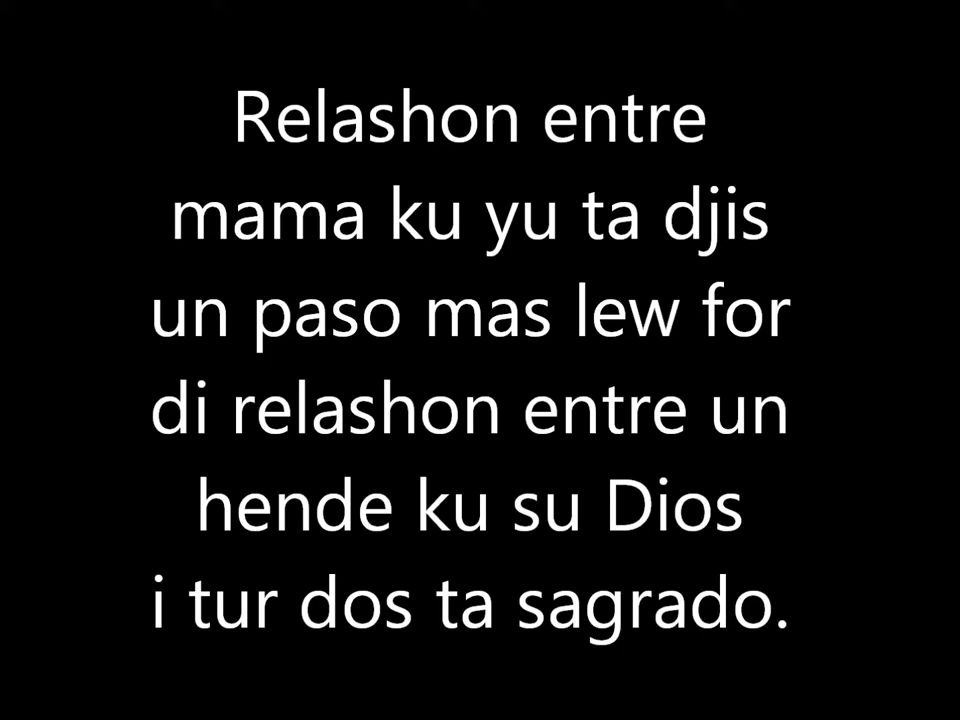 Relashon entre
mama ku yu ta djis
un paso mas lew for
di relashon entre un
hende ku su Dios
i tur dos ta sagrado.